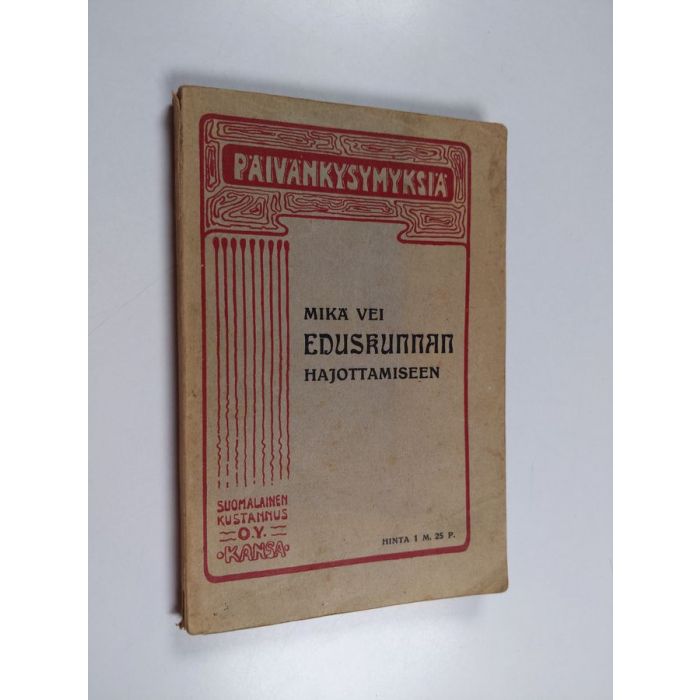 PÄIVÄNKYSYMYKSIÄ
MIKÄ VEI
EDUSKUNNAN
HAJOTTAMISEEN
SUOMALAINEN
KUSTANNUS
O.Y.
•KANSA•
HINTA 1 M. 25 P.